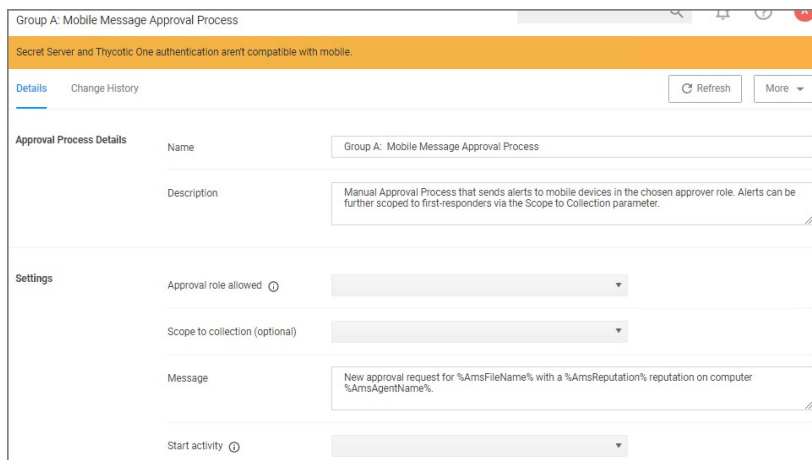 Group A: Mobile Message Approval Process
Secret Server and Thycotic One authentication aren't compatible with mobile.
Details Change History Refresh More
Approval Process Details
Name Group A: Mobile Message Approval Process
Description Manual Approval Process that sends alerts to mobile devices in the chosen approver role. Alerts can be
further scoped to first-responders via the Scope to Collection parameter.
Settings
Approval role allowed
Scope to collection (optional)
Message New approval request for %AmsFileName% with a %AmsReputation% reputation on computer
%AmsAgentName%.
Start activity